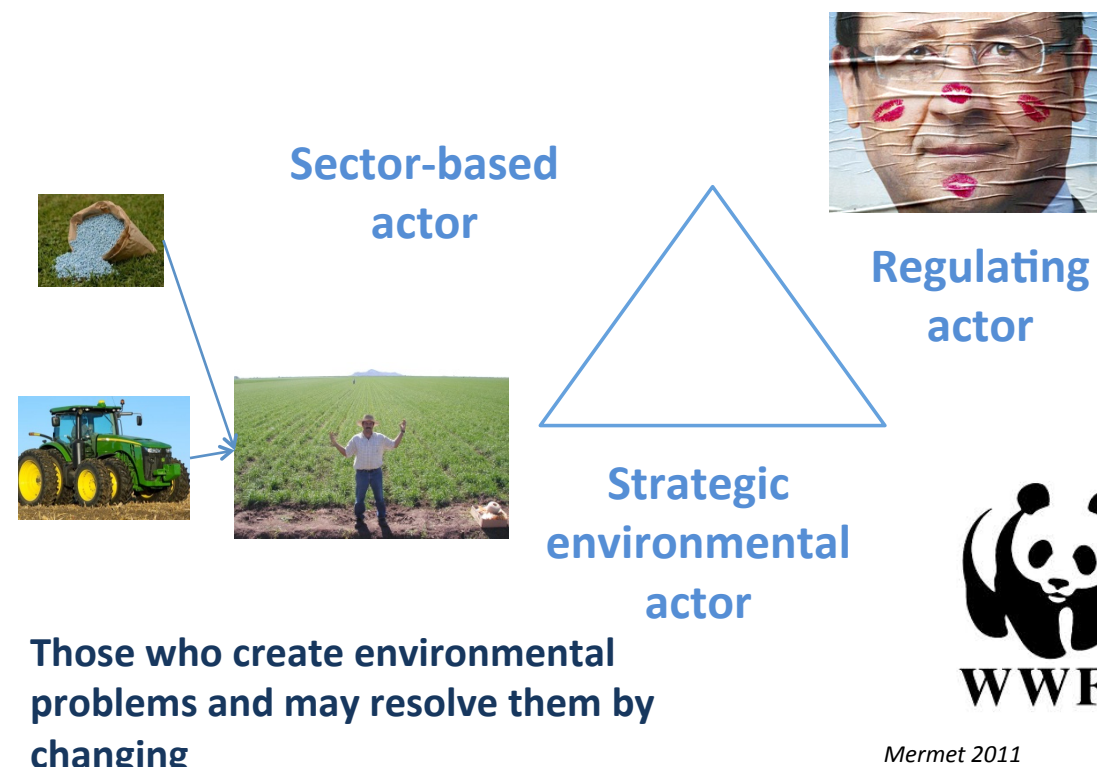 Sector-based
actor
Regulating
actor
Strategic
environmental
actor
Those who create environmental
problems and may resolve them by
changing
WWF
Mermet 2011